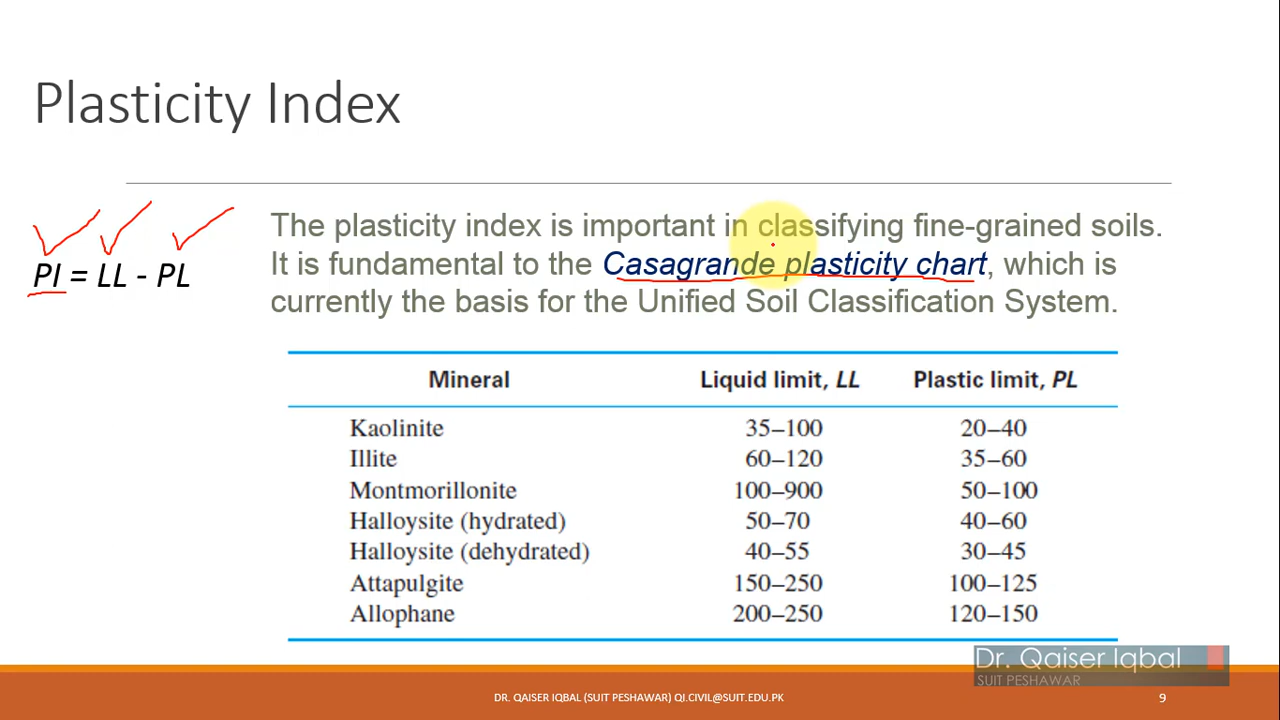 Plasticity Index
PI = LL - PL
The plasticity index is important in classifying fine-grained soils.
It is fundamental to the Casagrande plasticity chart, which is
currently the basis for the Unified Soil Classification System.
Mineral Liquid limit, LL Plastic limit, PL
Kaolinite 35–100 20–40
Illite 60–120 35–60
Montmorillonite 100–900 50–100
Halloysite (hydrated) 50–70 40–60
Halloysite (dehydrated) 40–55 30–45
Attapulgite 150–250 100–125
Allophane 200–250 120–150
Dr. Qaiser Iqbal
SUIT PESHAWAR
DR. QAISER IQBAL (SUIT PESHAWAR) QI.CIVIL@SUIT.EDU.PK 9